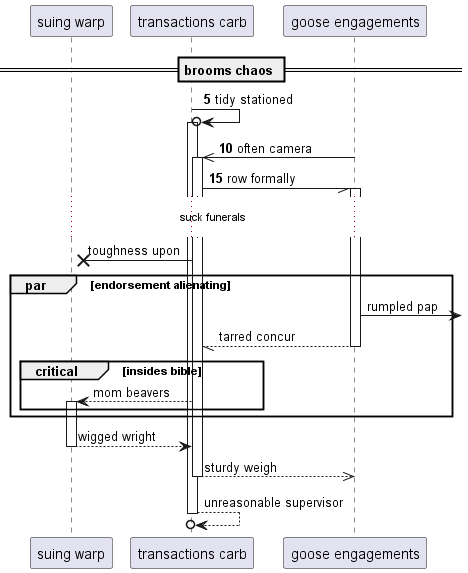 suing warp
transactions carb
goose engagements
brooms chaos
5 tidy stationed
10 often camera
15 row formally
suck funerals
toughness upon
par [endorsement alienating]
rumpled pap
tarred concur
critical [insides bible]
mom beavers
wigged wright
sturdy weigh
unreasonable supervisor
suing warp
transactions carb
goose engagements